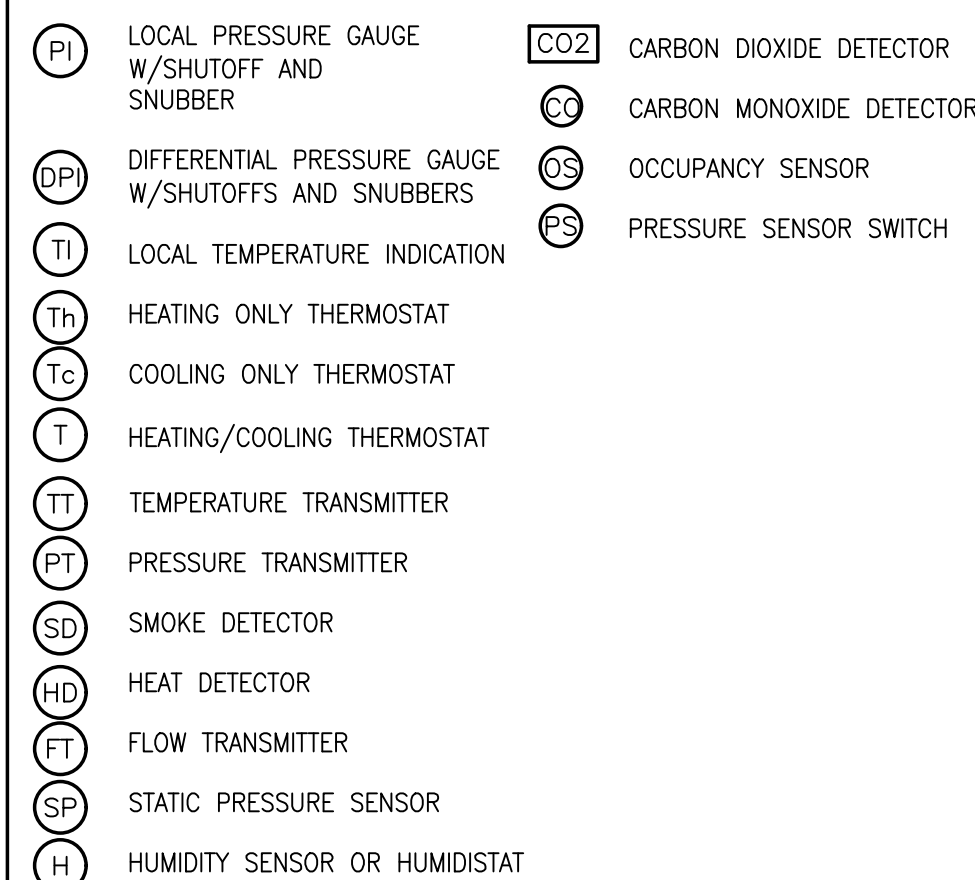 PI LOCAL PRESSURE GAUGE
W/SHUTOFF AND
SNUBBER
DPI DIFFERENTIAL PRESSURE GAUGE
W/SHUTOFFS AND SNUBBERS
TI LOCAL TEMPERATURE INDICATION
Th HEATING ONLY THERMOSTAT
Tc COOLING ONLY THERMOSTAT
T HEATING/COOLING THERMOSTAT
TT TEMPERATURE TRANSMITTER
PT PRESSURE TRANSMITTER
SD SMOKE DETECTOR
HD HEAT DETECTOR
FT FLOW TRANSMITTER
SP STATIC PRESSURE SENSOR
H HUMIDITY SENSOR OR HUMIDISTAT
CO2 CARBON DIOXIDE DETECTOR
CO CARBON MONOXIDE DETECTOR
OS OCCUPANCY SENSOR
PS PRESSURE SENSOR SWITCH